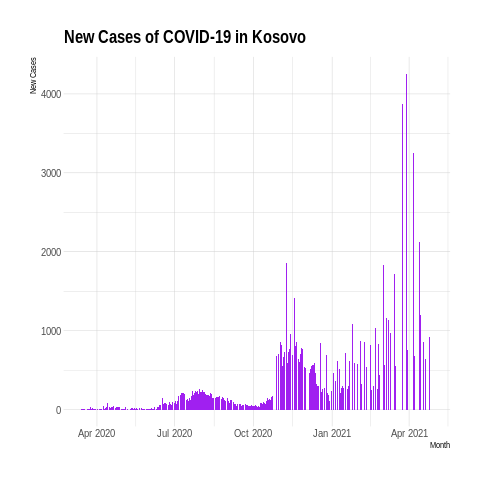 New Cases of COVID-19 in Kosovo
New Cases
4000
3000
2000
1000
0
Apr 2020 Jul 2020 Oct 2020 Jan 2021 Apr 2021
Month